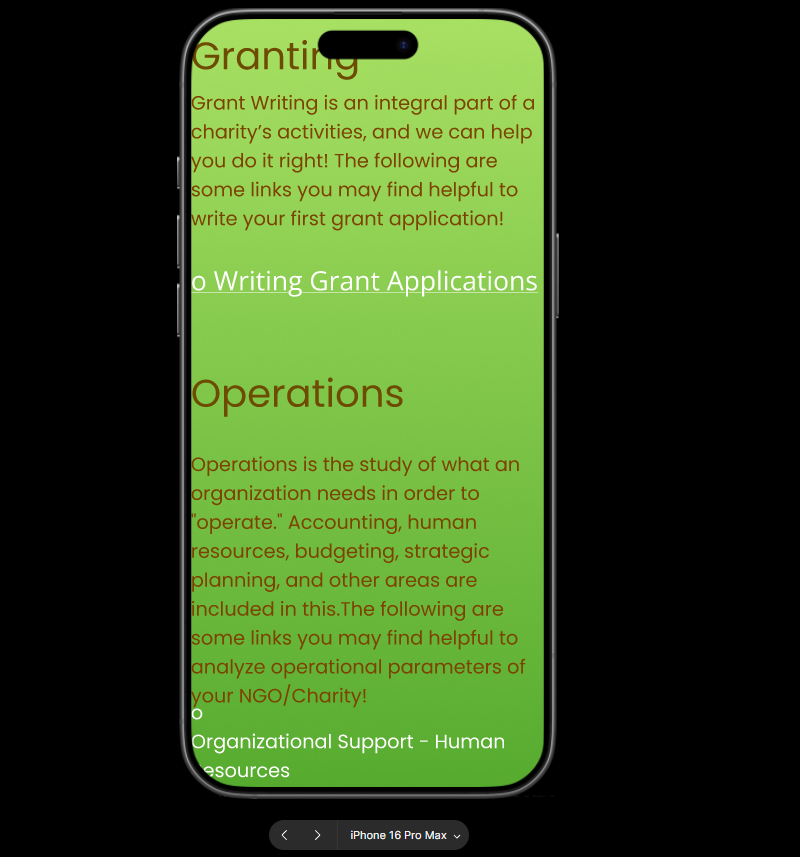 Granting
Grant Writing is an integral part of a
charity’s activities, and we can help
you do it right! The following are
some links you may find helpful to
write your first grant application!
o Writing Grant Applications
Operations
Operations is the study of what an
organization needs in order to
"operate." Accounting, human
resources, budgeting, strategic
planning, and other areas are
included in this.The following are
some links you may find helpful to
analyze operational parameters of
your NGO/Charity!
o
Organizational Support - Human
esources
iPhone 16 Pro Max